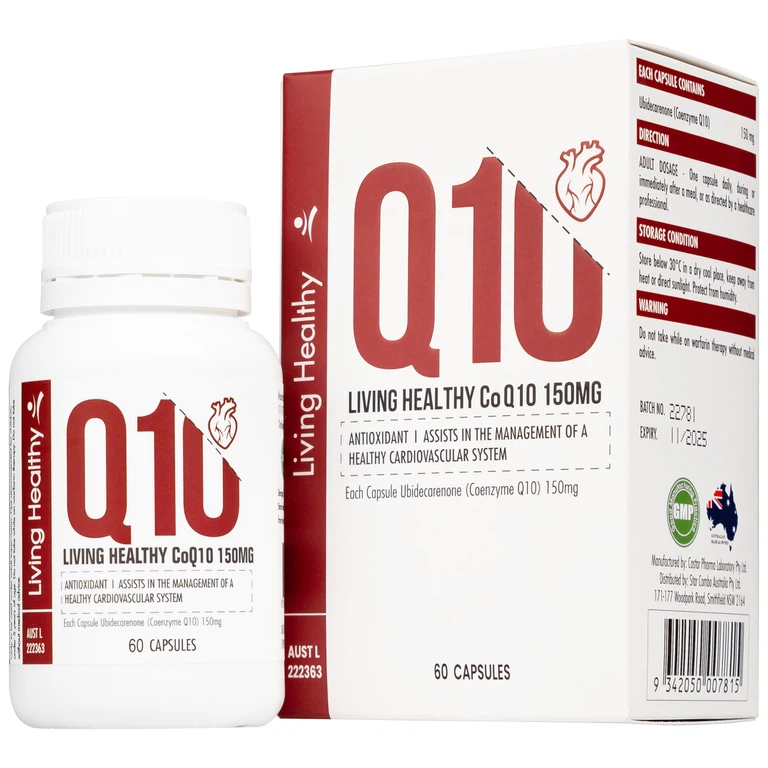 Living Healthy
Q10
LIVING HEALTHY CoQ10 150MG
ANTIOXIDANT | ASSISTS IN THE MANAGEMENT OF A
HEALTHY CARDIOVASCULAR SYSTEM
Each Capsule Ubidecarenone (Coenzyme Q10) 150mg
60 CAPSULES
AUST L
222363
Living Healthy
Q10
LIVING HEALTHY CoQ10 150MG
ANTIOXIDANT | ASSISTS IN THE MANAGEMENT OF A
HEALTHY CARDIOVASCULAR SYSTEM
Each Capsule Ubidecarenone (Coenzyme Q10) 150mg
60 CAPSULES
AUST L
222363
EACH CAPSULE CONTAINS
Ubidecarenone (Coenzyme Q10) 150 mg
DIRECTION
ADULT DOSAGE - One capsule daily, during or
immediately after a meal, or as directed by a healthcare
professional.
STORAGE CONDITION
Store below 30°C in a dry cool place, keep away from
heat or direct sunlight. Protect from humidity.
WARNING
Do not take while on warfarin therapy without medical
advice.
BATCH NO. 22781
EXPIRY. 11/2025
GMP
Manufactured by: Castar Pharma Laboratory Pty Ltd.
Distributed by: Star Combo Australia Pty Ltd.
171-177 Woodpark Road, Smithfield NSW 2164
9 342050 007815